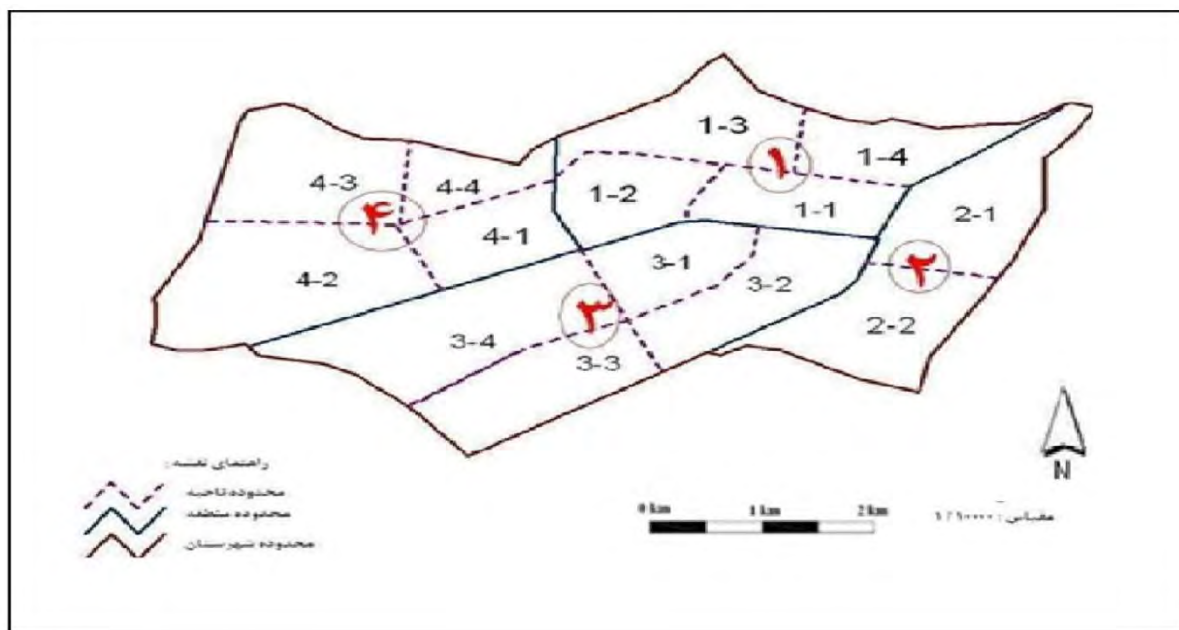 1-3
۱
1-4
4-3
4-4
۴
1-2
1-1
2-1
4-1
3-1
۲
4-2
3-2
۳
2-2
3-4
3-3
راهنمای نقشه :
محدوده ناحیه
محدوده منطقه
محدوده شهرستان
0 km 1 km 2 km
N
مقیاس :